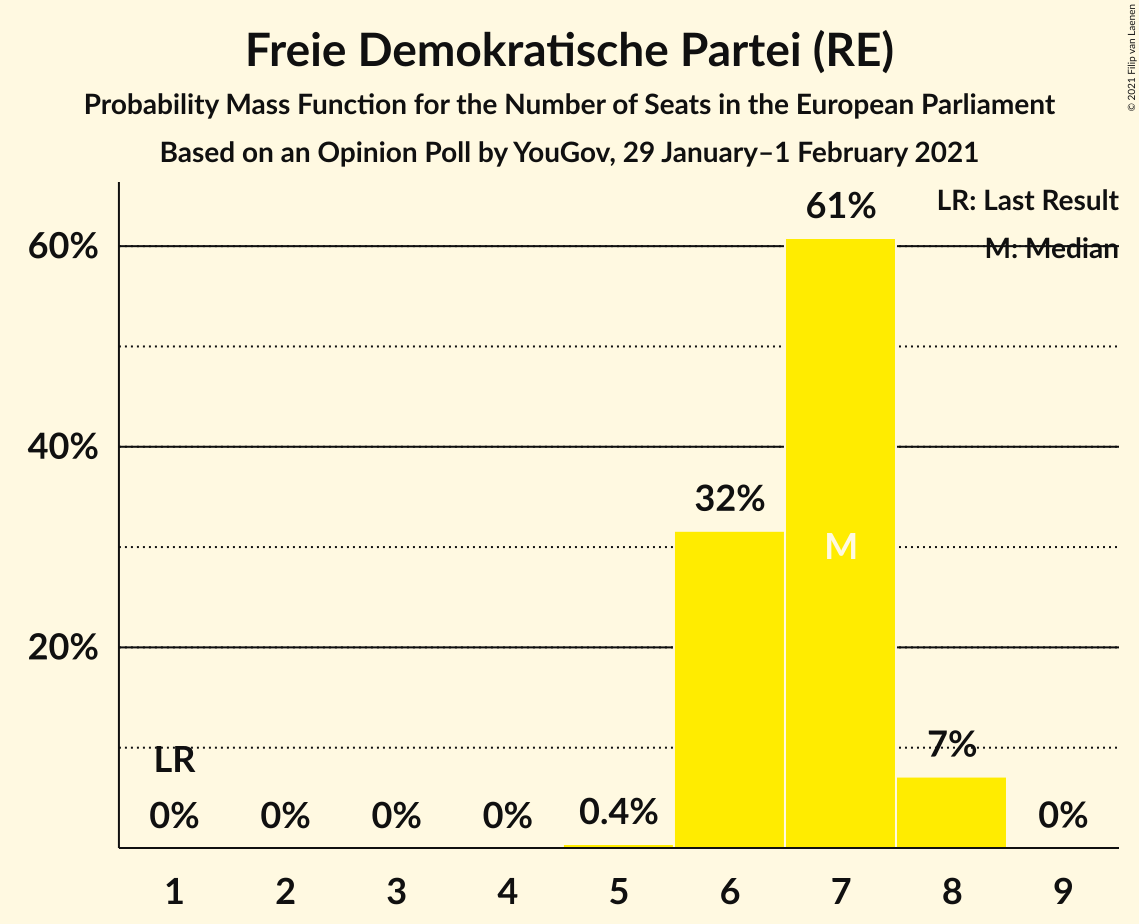 Freie Demokratische Partei (RE)
Probability Mass Function for the Number of Seats in the European Parliament
Based on an Opinion Poll by YouGov, 29 January–1 February 2021
© 2021 Filip van Laenen
LR: Last Result
M: Median
61%
60%
40%
32%
M
20%
LR
7%
0%
0%
0%
0%
0.4%
0%
1
2
3
4
5
6
7
8
9